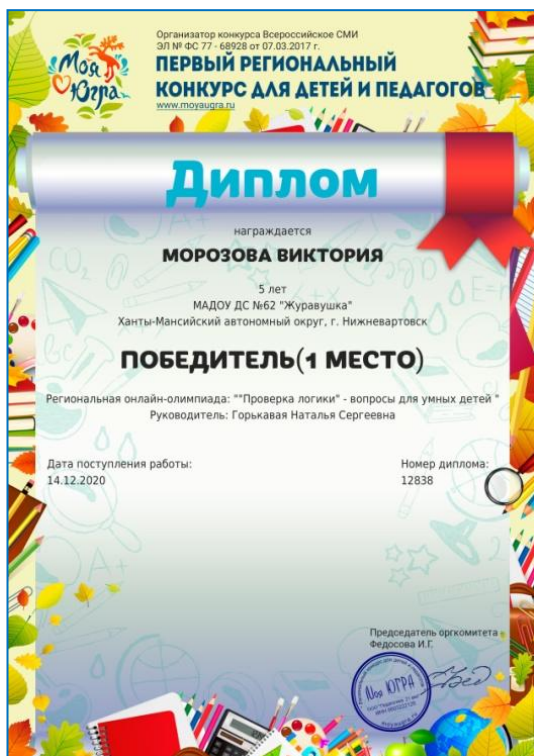 Моя
Югра
Организатор конкурса Всероссийское СМИ
ЭЛ № ФС 77 - 68928 от 07.03.2017 г.
ПЕРВЫЙ РЕГИОНАЛЬНЫЙ
КОНКУРС ДЛЯ ДЕТЕЙ И ПЕДАГОГОВ
www.moyaugra.ru
Диплом
награждается
МОРОЗОВА ВИКТОРИЯ
5 лет
МАДОУ ДС №62 "Журавушка"
Ханты-Мансийский автономный округ, г. Нижневартовск
ПОБЕДИТЕЛЬ(1 МЕСТО)
Региональная онлайн-олимпиада: ""Проверка логики" - вопросы для умных детей "
Руководитель: Горькавая Наталья Сергеевна
Дата поступления работы:
14.12.2020
Номер диплома:
12838
Председатель оргкомитета
Федосова И.Г.
Моя ЮГРА